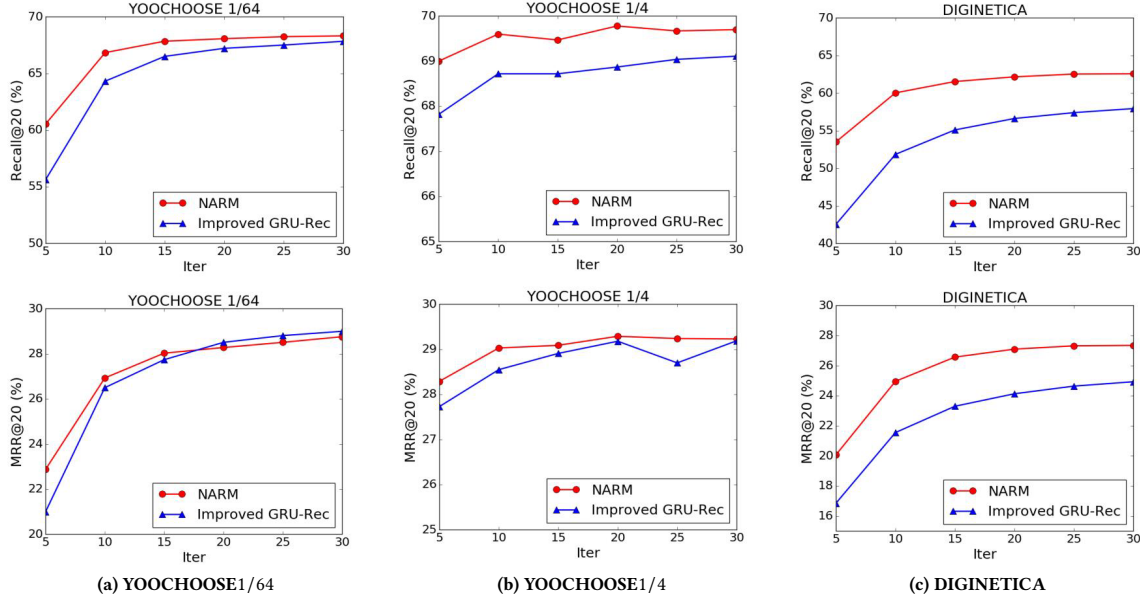 YOOCHOOSE 1/64
70
65
60
55
50
Recall@20 (%)
NARM
Improved GRU-Rec
5 10 15 20 25 30
Iter
YOOCHOOSE 1/4
70
69
68
67
66
65
Recall@20 (%)
NARM
Improved GRU-Rec
5 10 15 20 25 30
Iter
DIGINETICA
70
65
60
55
50
45
40
Recall@20 (%)
NARM
Improved GRU-Rec
5 10 15 20 25 30
Iter
YOOCHOOSE 1/64
30
28
26
24
22
20
MRR@20 (%)
NARM
Improved GRU-Rec
5 10 15 20 25 30
Iter
YOOCHOOSE 1/4
30
29
28
27
26
25
MRR@20 (%)
NARM
Improved GRU-Rec
5 10 15 20 25 30
Iter
DIGINETICA
30
28
26
24
22
20
18
16
MRR@20 (%)
NARM
Improved GRU-Rec
5 10 15 20 25 30
Iter
(a) YOOCHOOSE1/64
(b) YOOCHOOSE1/4
(c) DIGINETICA